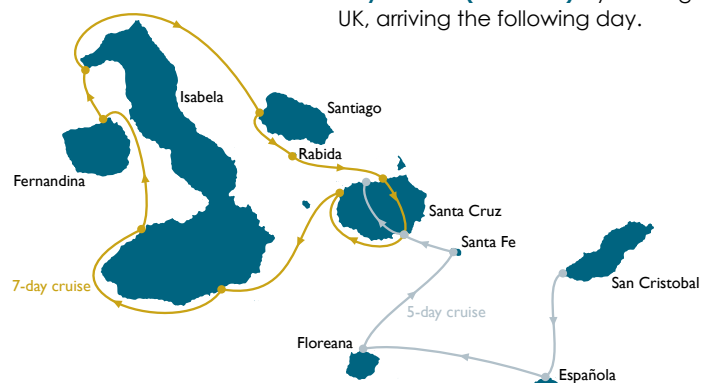 UK, arriving the following day.
Isabela
Santiago
Rabida
Fernandina
Santa Cruz
Santa Fe
San Cristobal
7-day cruise
5-day cruise
Floreana
Española